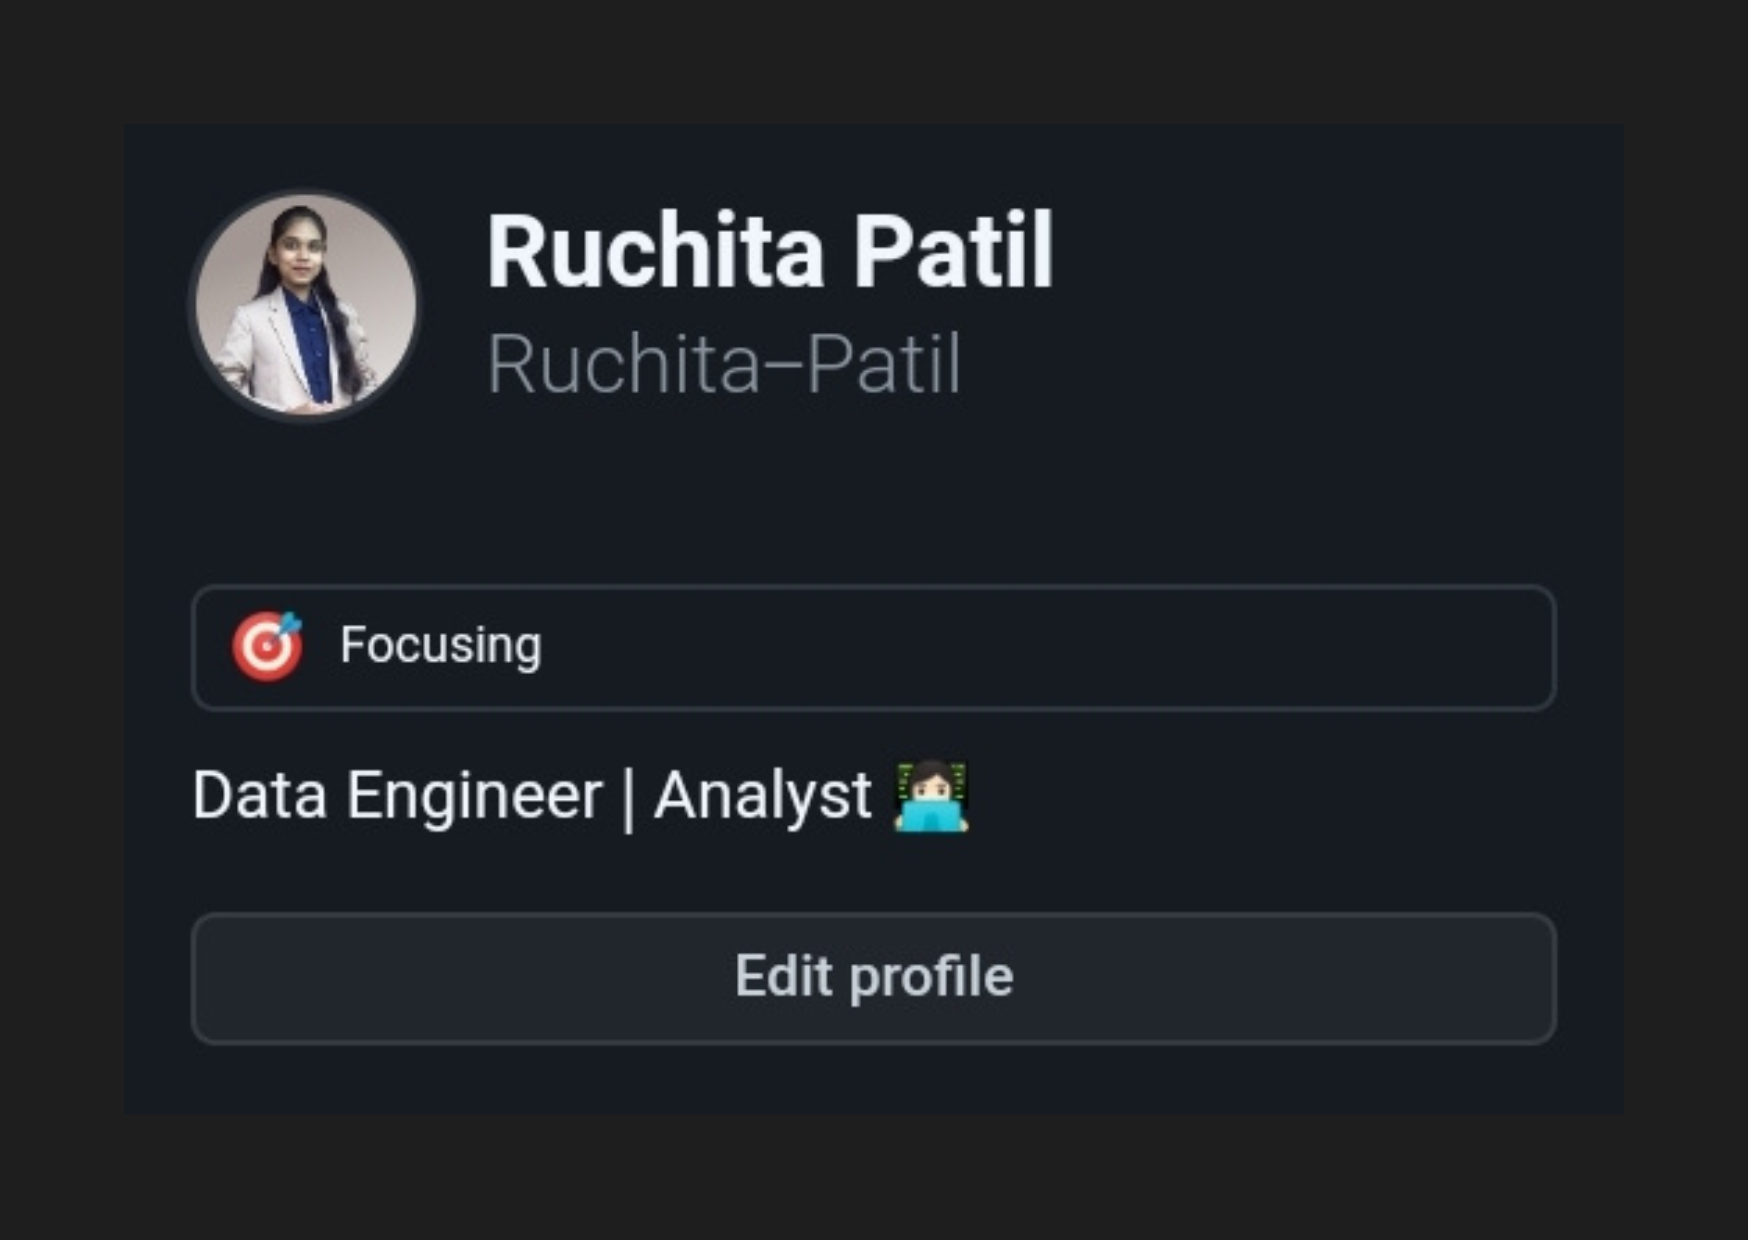 Ruchita Patil
Ruchita–Patil
🎯 Focusing
Data Engineer | Analyst 👩🏻‍💻
Edit profile